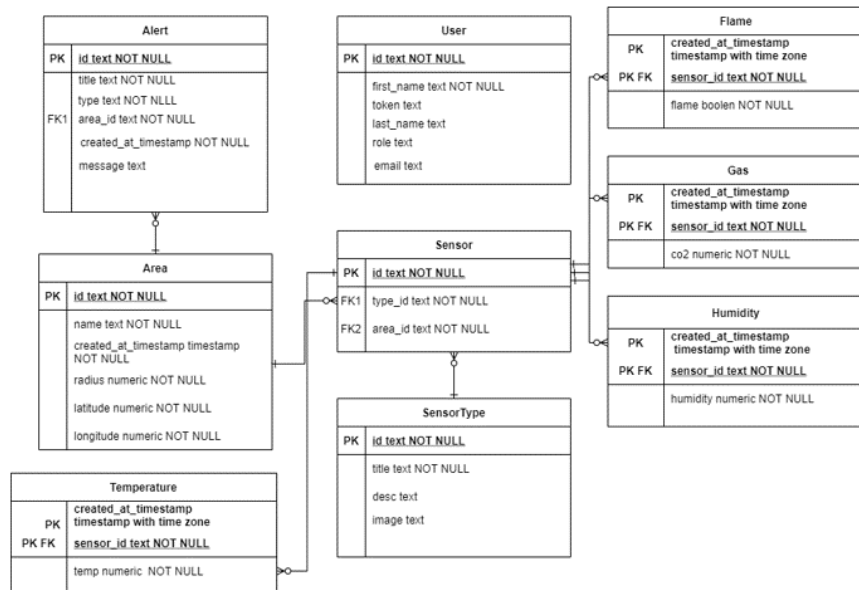 Alert
PK id text NOT NULL
title text NOT NULL
type text NOT NLLL
FK1 area_id text NOT NULL
created_at_timestamp NOT NULL
message text
User
PK id text NOT NULL
first_name text NOT NULL
token text
last_name text
role text
email text
Flame
PK created_at_timestamp
timestamp with time zone
PK FK sensor_id text NOT NULL
flame boolen NOT NULL
Gas
PK created_at_timestamp
timestamp with time zone
PK FK sensor_id text NOT NULL
co2 numeric NOT NULL
Area
PK id text NOT NULL
name text NOT NULL
created_at_timestamp timestamp
NOT NULL
radius numeric NOT NULL
latitude numeric NOT NULL
longitude numeric NOT NULL
Sensor
PK id text NOT NULL
FK1 type_id text NOT NULL
FK2 area_id text NOT NULL
Humidity
PK created_at_timestamp
timestamp with time zone
PK FK sensor_id text NOT NULL
humidity numeric NOT NULL
SensorType
PK id text NOT NULL
title text NOT NULL
desc text
image text
Temperature
created_at_timestamp
PK timestamp with time zone
PK FK sensor_id text NOT NULL
temp numeric NOT NULL